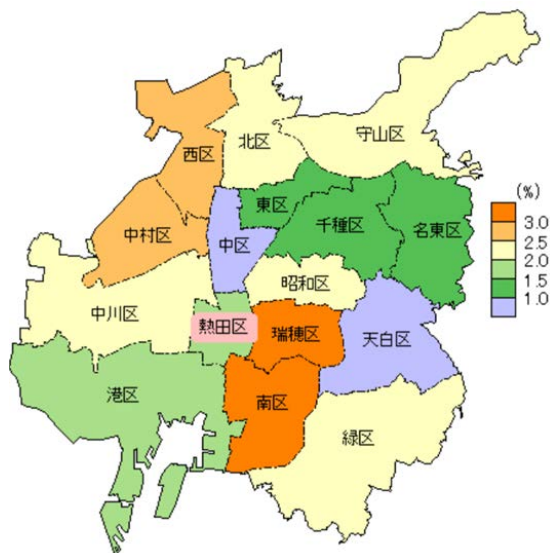 守山区
北区
西区
東区
千種区
名東区
中村区
中区
昭和区
中川区
熱田区
瑞穂区
天白区
港区
南区
緑区
(%)
3.0
2.5
2.0
1.5
1.0